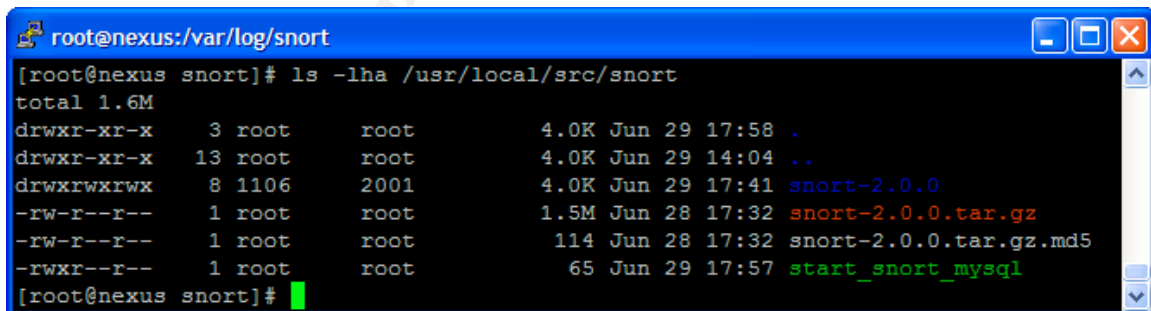 root@nexus:/var/log/snort
[root@nexus snort]# ls -lha /usr/local/src/snort
total 1.6M
drwxr-xr-x 3 root root 4.0K Jun 29 17:58 .
drwxr-xr-x 13 root root 4.0K Jun 29 14:04 ..
drwxrwxrwx 8 1106 2001 4.0K Jun 29 17:41 snort-2.0.0
-rw-r--r-- 1 root root 1.5M Jun 28 17:32 snort-2.0.0.tar.gz
-rw-r--r-- 1 root root 114 Jun 28 17:32 snort-2.0.0.tar.gz.md5
-rwxr--r-- 1 root root 65 Jun 29 17:57 start_snort_mysql
[root@nexus snort]#